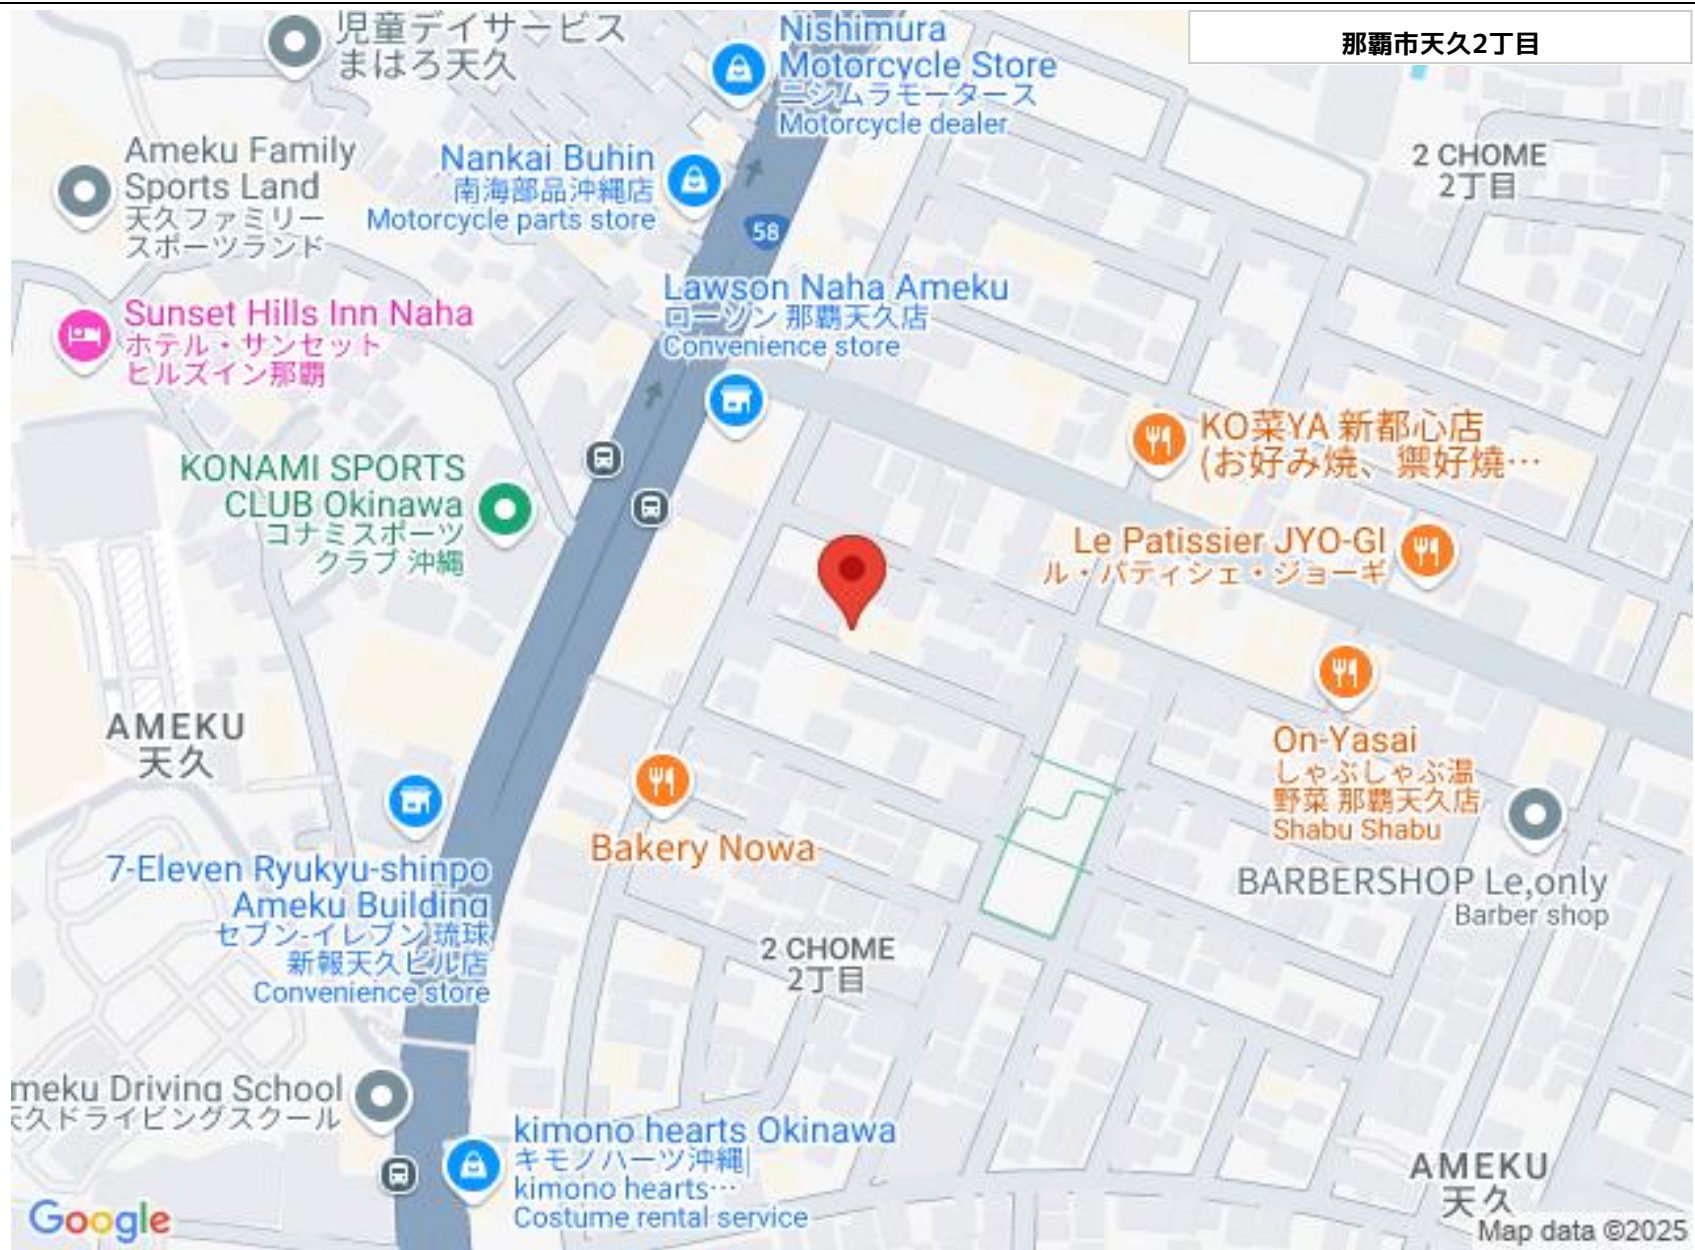 那覇市天久2丁目
児童デイサービス
まはろ天久
Nishimura
Motorcycle Store
ニシムラモータース
Motorcycle dealer
Ameku Family
Sports Land
天久ファミリー
スポーツランド
Nankai Buhin
南海部品沖縄店
Motorcycle parts store
2 CHOME
2丁目
58
Sunset Hills Inn Naha
ホテル・サンセット
ヒルズイン那覇
Lawson Naha Ameku
ローソン 那覇天久店
Convenience store
KONAMI SPORTS
CLUB Okinawa
コナミスポーツ
クラブ 沖縄
KO菜YA 新都心店
(お好み焼、禦好燒…
Le Patissier JYO-GI
ル・パティシェ・ジョーギ
AMEKU
天久
On-Yasai
しゃぶしゃぶ温
野菜 那覇天久店
Shabu Shabu
Bakery Nowa
7-Eleven Ryukyu-shinpo
Ameku Building
セブン-イレブン 琉球
新報天久ビル店
Convenience store
BARBERSHOP Le,only
Barber shop
2 CHOME
2丁目
meku Driving School
天久ドライビングスクール
kimono hearts Okinawa
キモノハーツ沖縄|
kimono hearts…
Costume rental service
AMEKU
天久
Google
Map data ©2025